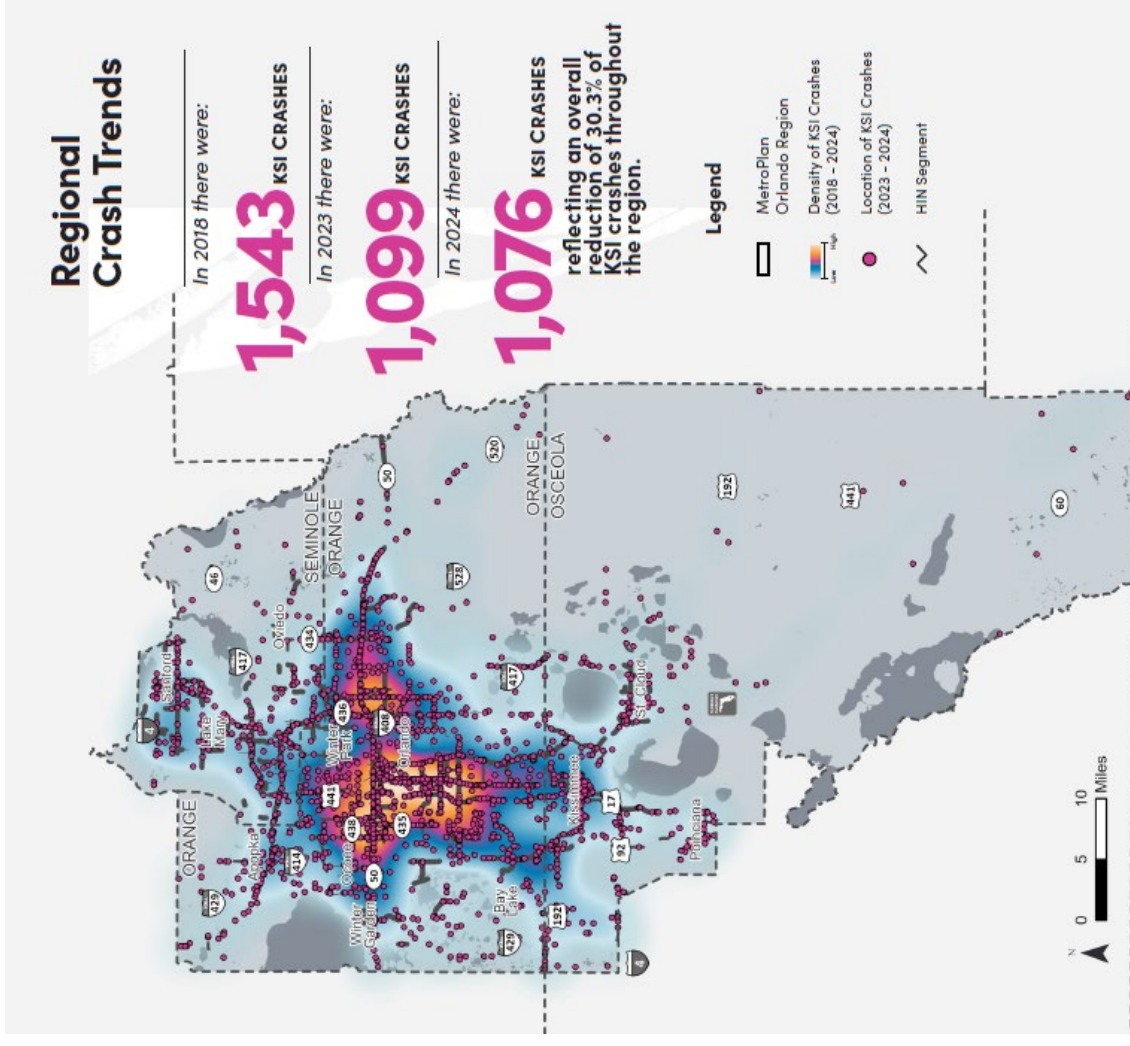 Regional
Crash Trends
In 2018 there were:
1,543 KSI CRASHES
In 2023 there were:
1,099 KSI CRASHES
In 2024 there were:
1,076 KSI CRASHES
reflecting an overall
reduction of 30.3% of
KSI crashes throughout
the region.
Legend
MetroPlan
Orlando Region
Density of KSI Crashes
(2018 - 2024)
Low
High
Location of KSI Crashes
(2023 - 2024)
HIN Segment
4
Sanford
46
ORANGE
429
Lake
Mary
417
Apopka
414
Oviedo
434
SEMINOLE
ORANGE
441
Winter
Park
436
438
Ocoee
50
Winter
Garden
435
408
Orlando
50
528
520
Bay
Lake
429
417
ORANGE
OSCEOLA
192
Kissimmee
4
92
17
St. Cloud
Poinciana
192
441
60
N
0
5
10
Miles